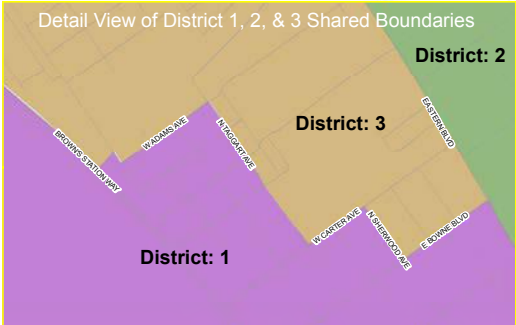 Detail View of District 1, 2, & 3 Shared Boundaries
District: 2
EASTERN BLVD
District: 3
W ADAMS AVE
N TAGGART AVE
BROWN'S STATION WAY
W CARTER AVE
N SHERWOOD AVE
E BOWNE BLVD
District: 1